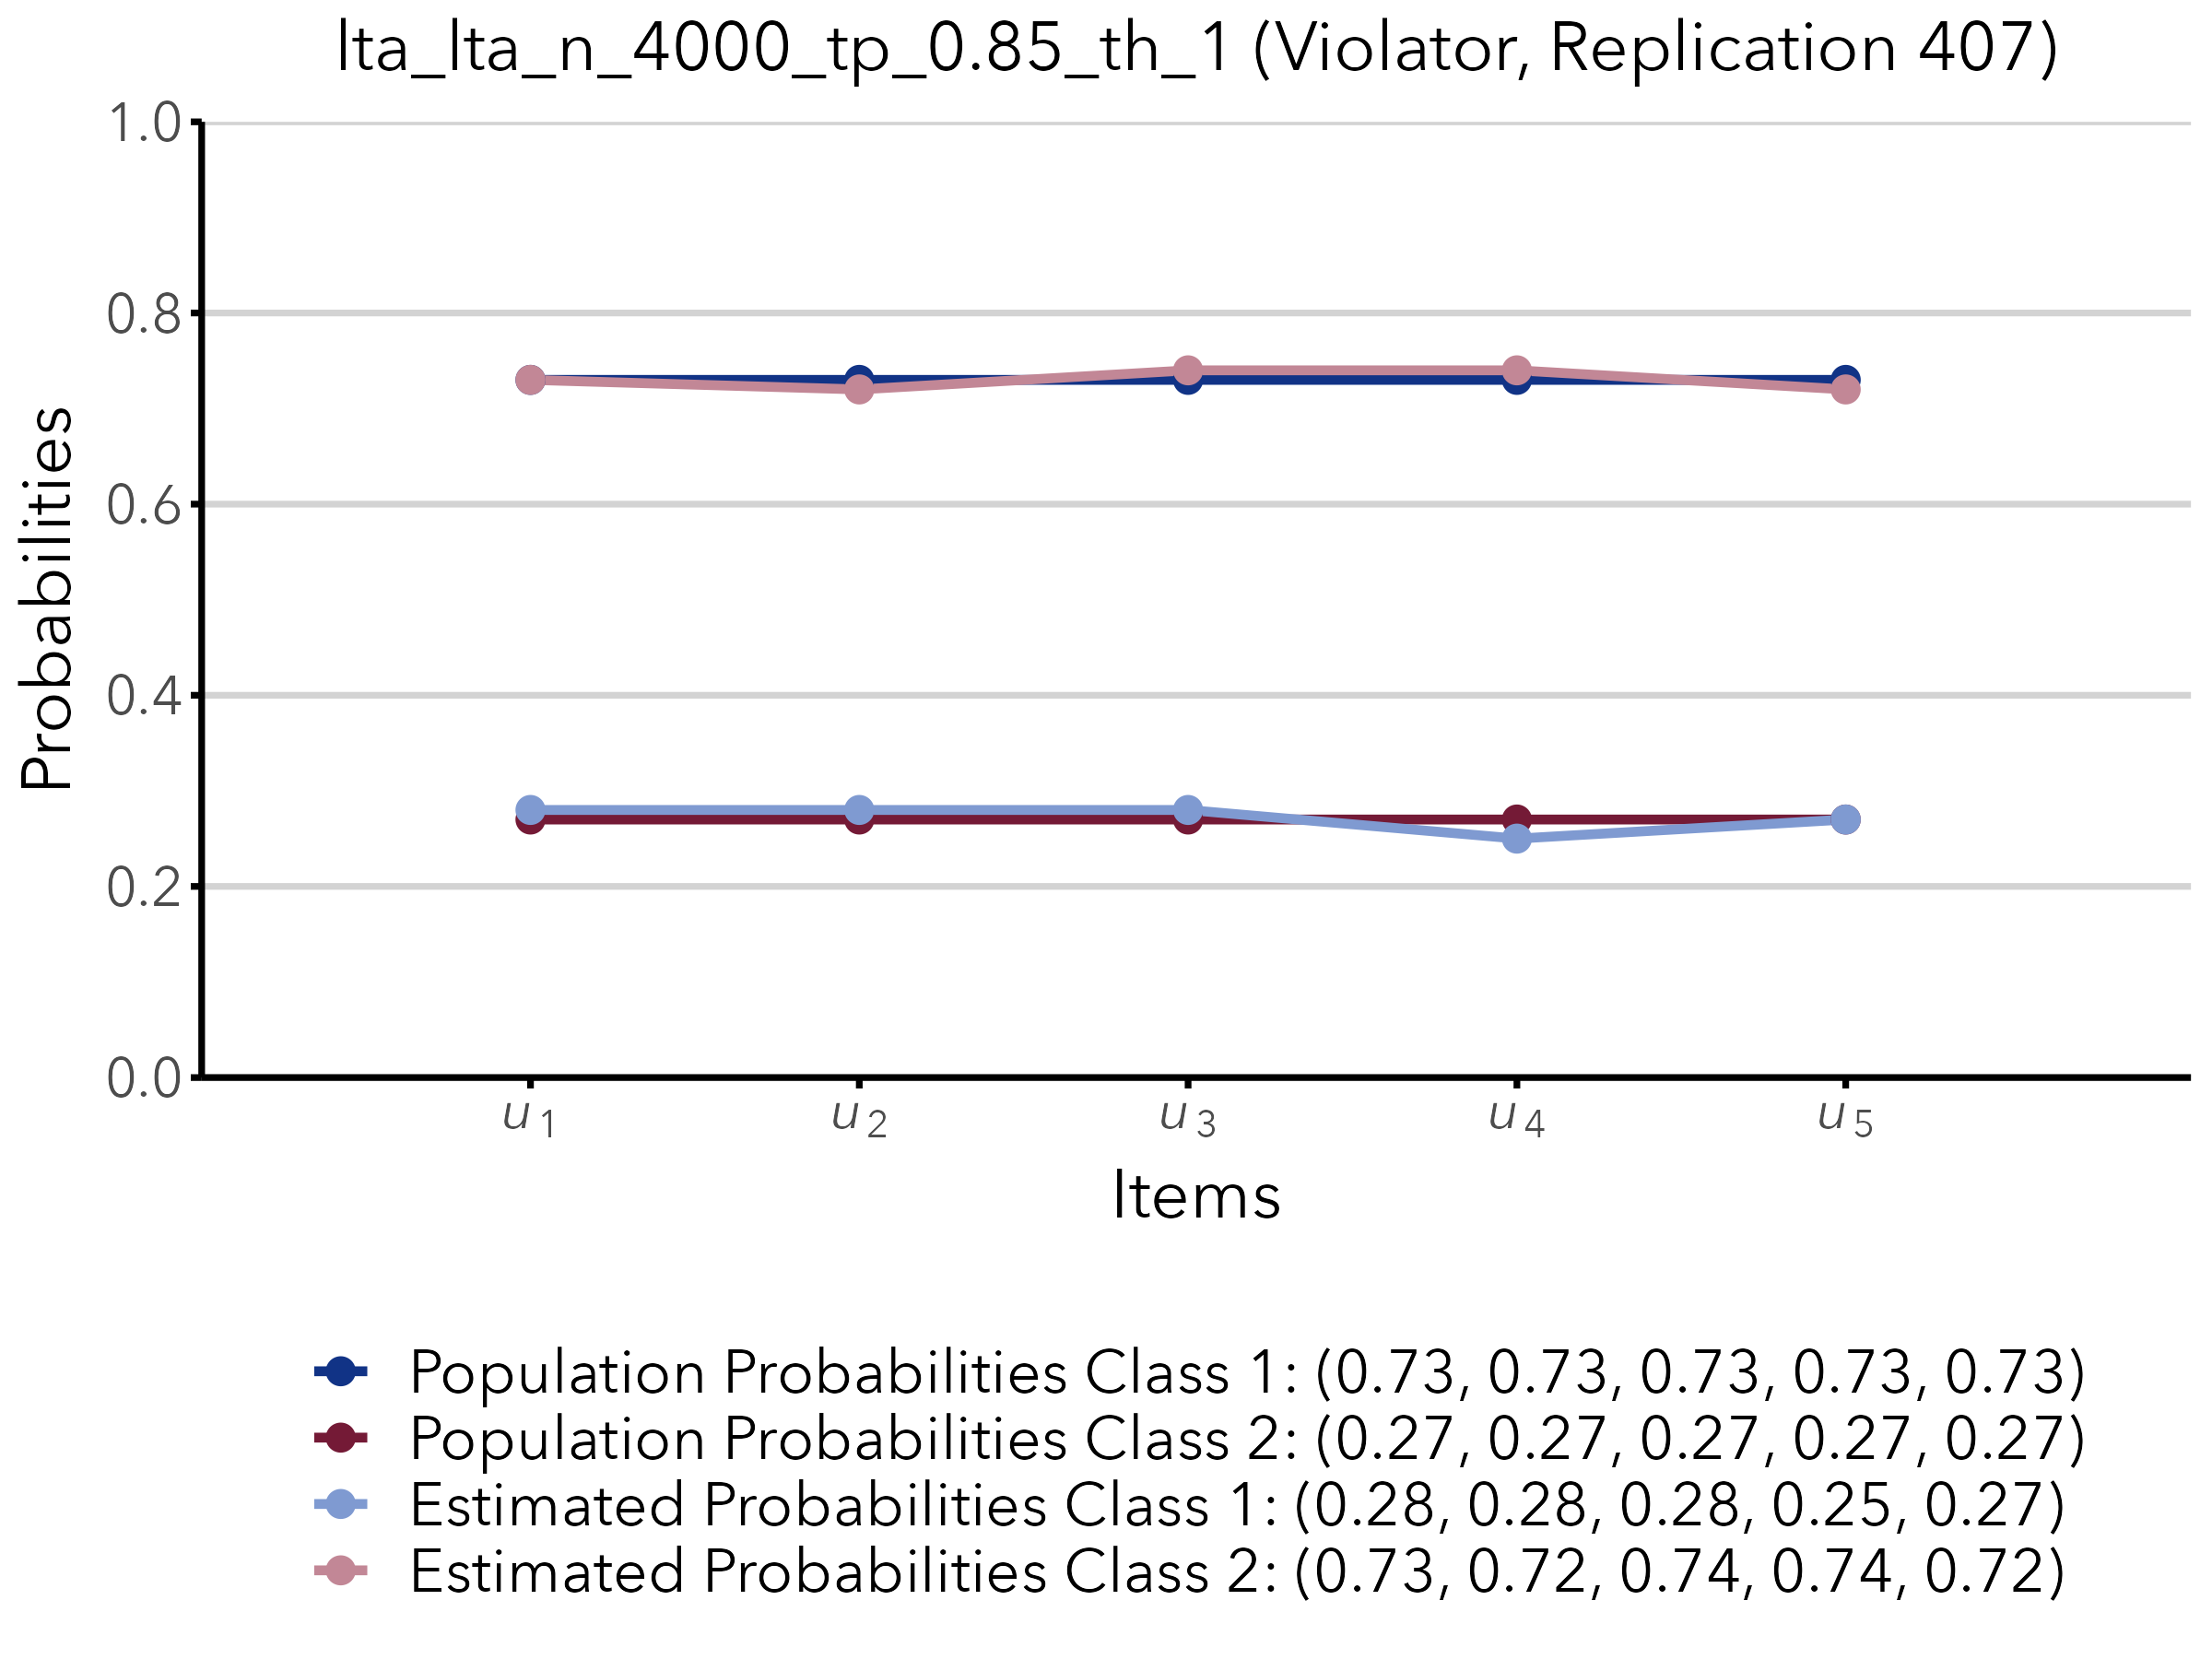 lta_lta_n_4000_tp_0.85_th_1 (Violator, Replication 407)
1.0
0.8
0.6
0.4
0.2
0.0
Probabilities
u1 u2 u3 u4 u5
Items
Population Probabilities Class 1: (0.73, 0.73, 0.73, 0.73, 0.73)
Population Probabilities Class 2: (0.27, 0.27, 0.27, 0.27, 0.27)
Estimated Probabilities Class 1: (0.28, 0.28, 0.28, 0.25, 0.27)
Estimated Probabilities Class 2: (0.73, 0.72, 0.74, 0.74, 0.72)